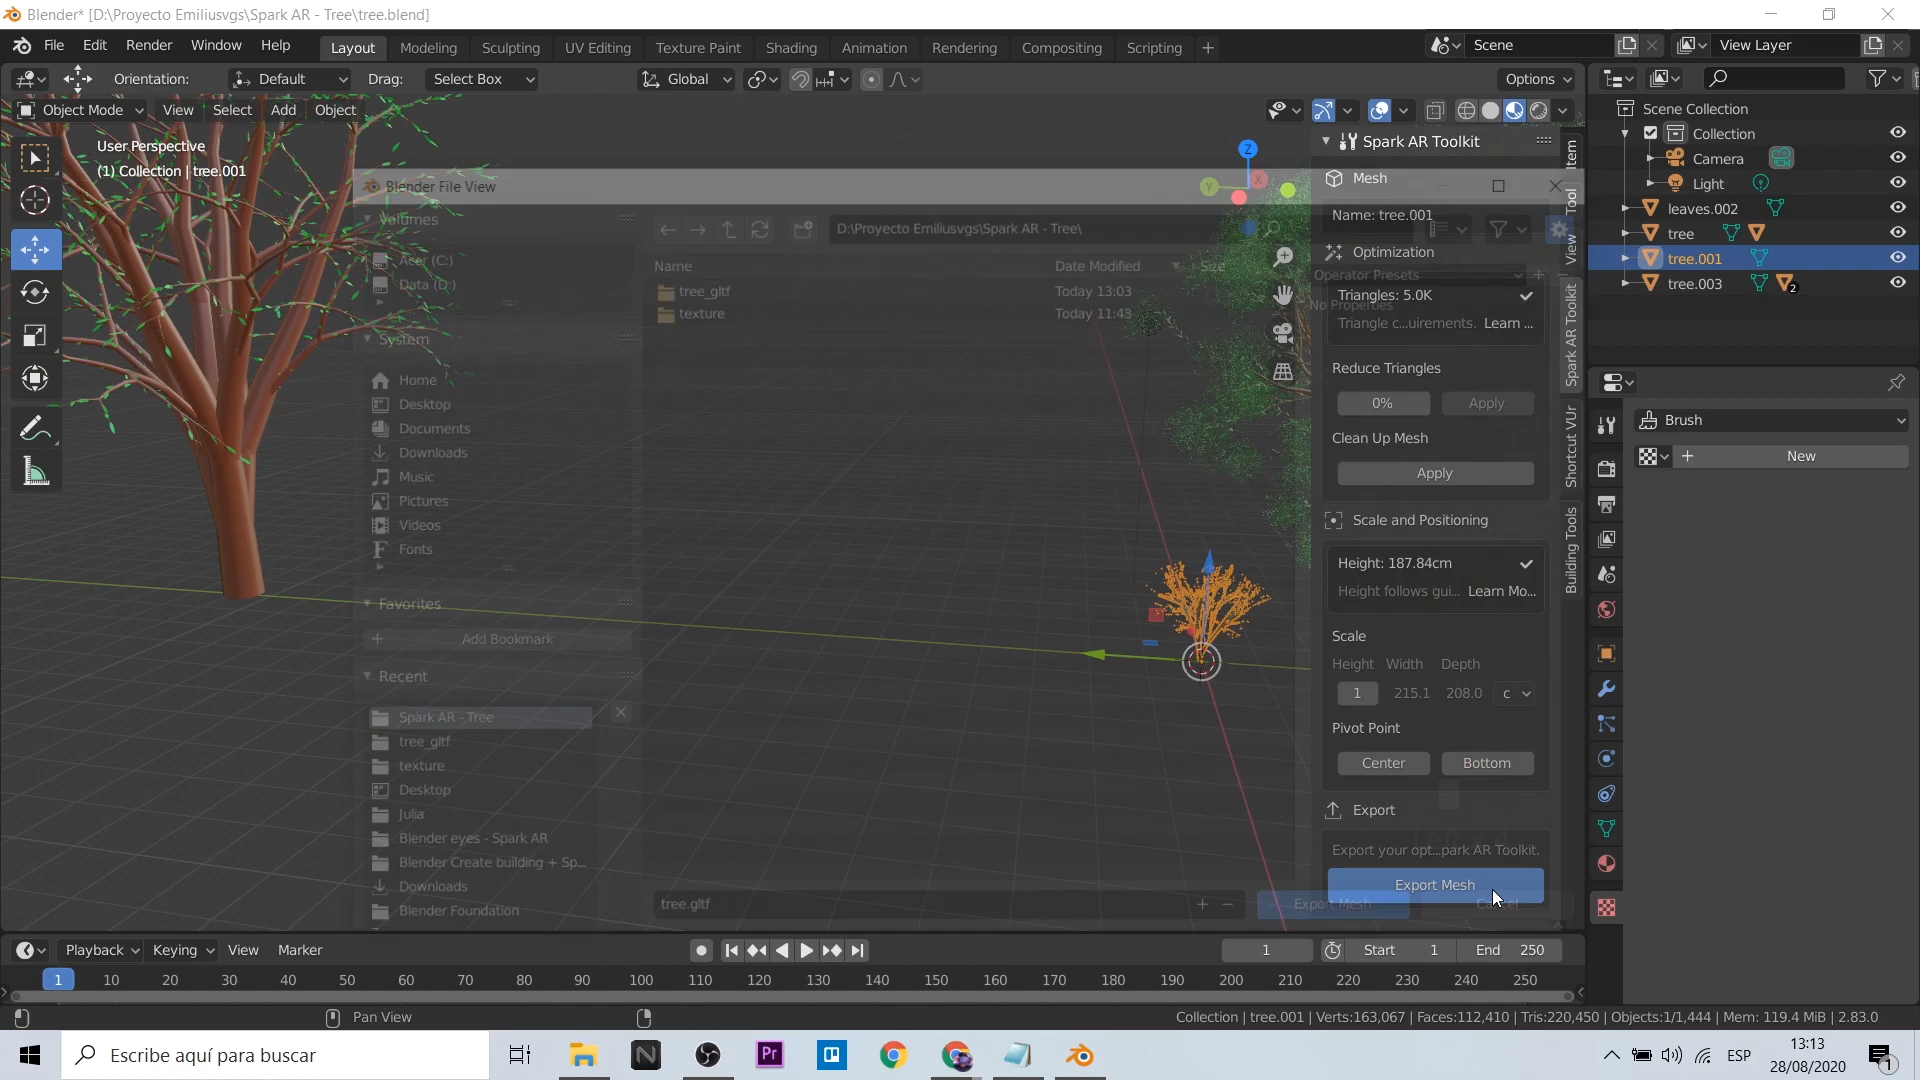 Blender* [D:\Proyecto Emiliusvgs\Spark AR - Tree\tree.blend]
File Edit Render Window Help Layout Modeling Sculpting UV Editing Texture Paint Shading Animation Rendering Compositing Scripting + Scene View Layer
Orientation: Default Drag: Select Box Global Options
Object Mode View Select Add Object
User Perspective
(1) Collection | tree.001
Z
Y
X
Blender File View
Volumes
Acer (C:)
Data (D:)
System
Home
Desktop
Documents
Downloads
Music
Pictures
Videos
Fonts
Favorites
Add Bookmark
Recent
Spark AR - Tree
tree_gltf
texture
Desktop
Julia
Blender eyes - Spark AR
Blender Create building + Sp...
Downloads
Blender Foundation
D:\Proyecto Emiliusvgs\Spark AR - Tree\
Name Date Modified Size
tree_gltf Today 13:03
texture Today 11:43
tree.gltf
Export Mesh Cancel
Operator Presets
No Properties
Spark AR Toolkit
Mesh
Name: tree.001
Optimization
Triangles: 5.0K
Triangle c...uirements. Learn ...
Reduce Triangles
0% Apply
Clean Up Mesh
Apply
Scale and Positioning
Height: 187.84cm
Height follows gui... Learn Mo...
Scale
Height Width Depth
1 215.1 208.0 c
Pivot Point
Center Bottom
Export
Export your opt...park AR Toolkit.
Export Mesh
Item
Tool
View
Spark AR Toolkit
Shortcut VUr
Building Tools
Scene Collection
Collection
Camera
Light
leaves.002
tree
tree.001
tree.003 2
Brush
New
Playback Keying View Marker 1 Start 1 End 250
1 10 20 30 40 50 60 70 80 90 100 110 120 130 140 150 160 170 180 190 200 210 220 230 240 250
Pan View
Collection | tree.001 | Verts:163,067 | Faces:112,410 | Tris:220,450 | Objects:1/1,444 | Mem: 119.4 MiB | 2.83.0
Escribe aquí para buscar
N
Pr
ESP
13:13
28/08/2020
1